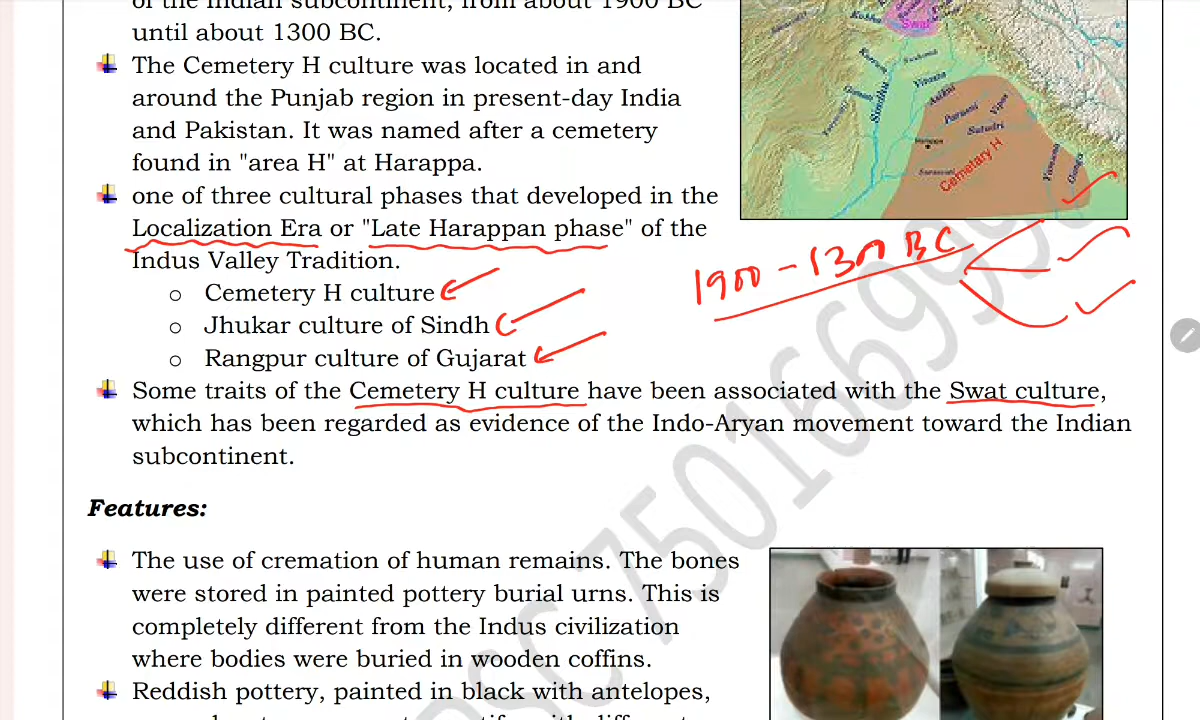 of the Indian subcontinent, from about 1900 BC
until about 1300 BC.
The Cemetery H culture was located in and
around the Punjab region in present-day India
and Pakistan. It was named after a cemetery
found in "area H" at Harappa.
one of three cultural phases that developed in the
Localization Era or "Late Harappan phase" of the
Indus Valley Tradition.
Cemetery H culture
Jhukar culture of Sindh
Rangpur culture of Gujarat
Swat
Sindhu
Vitasta
Parusni
Vipas
Sutudri
Cemetary H
Yamuna
Ganga
1900 - 1300 BC
Some traits of the Cemetery H culture have been associated with the Swat culture,
which has been regarded as evidence of the Indo-Aryan movement toward the Indian
subcontinent.
Features:
The use of cremation of human remains. The bones
were stored in painted pottery burial urns. This is
completely different from the Indus civilization
where bodies were buried in wooden coffins.
Reddish pottery, painted in black with antelopes,